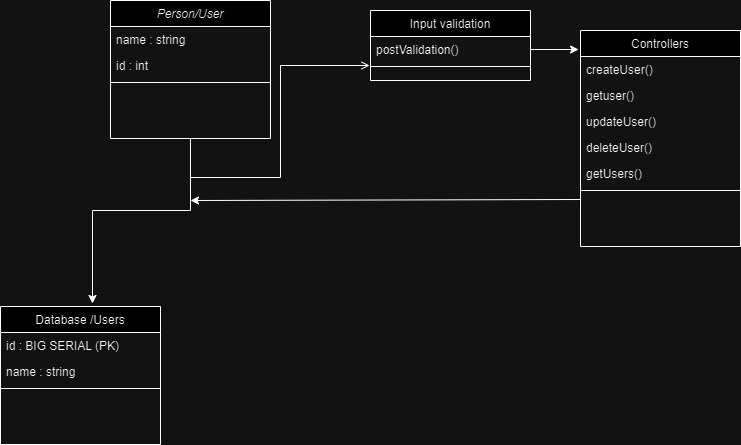 Person/User
name : string
id : int
Input validation
postValidation()
Controllers
createUser()
getuser()
updateUser()
deleteUser()
getUsers()
Database /Users
id : BIG SERIAL (PK)
name : string